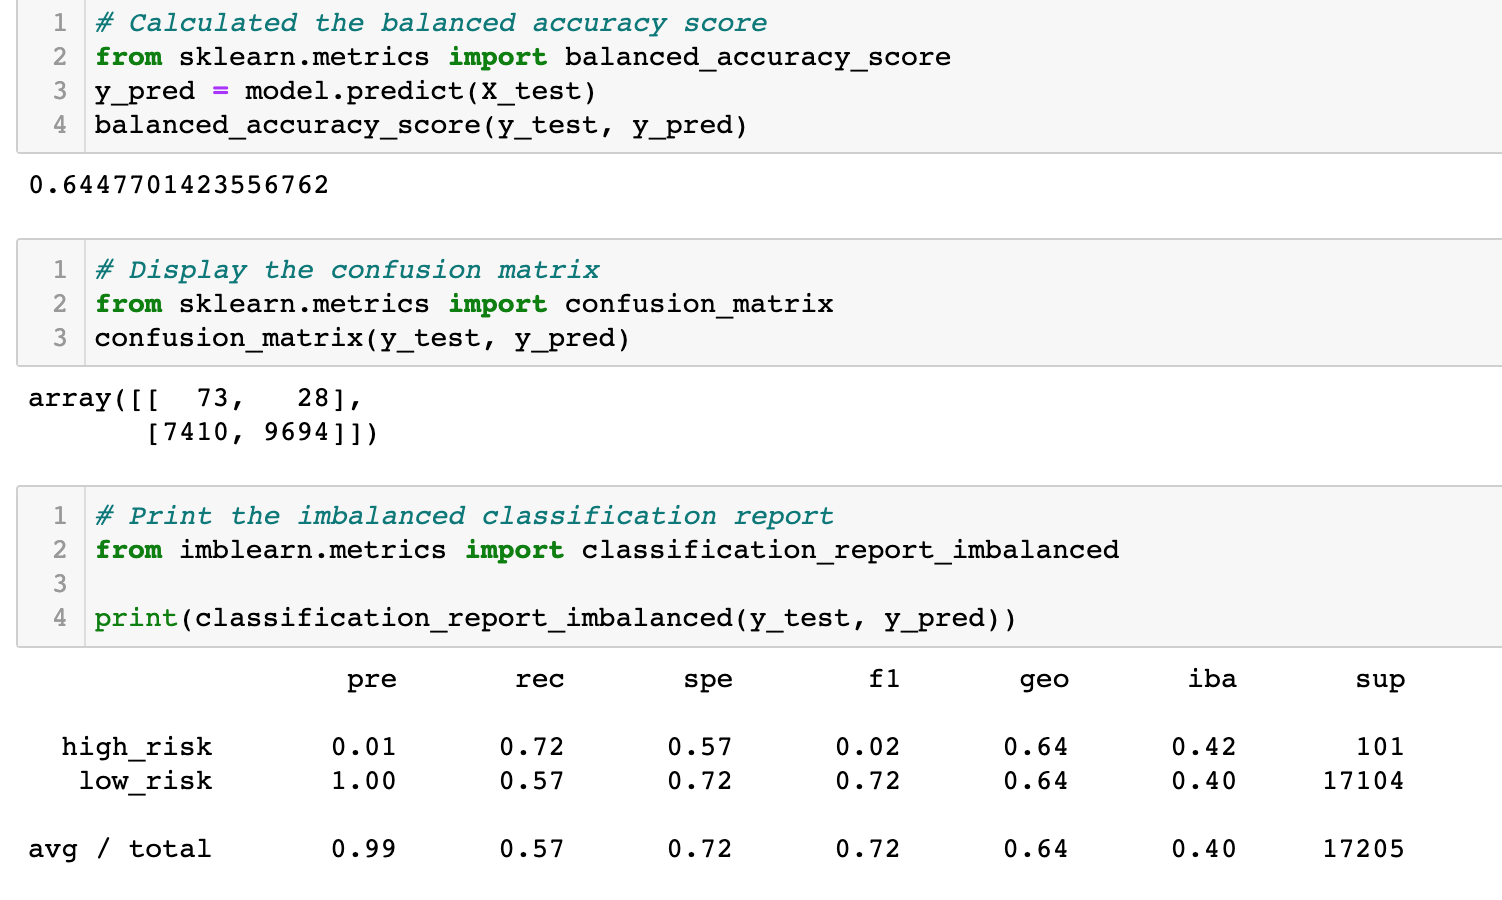 1 # Calculated the balanced accuracy score
2 from sklearn.metrics import balanced_accuracy_score
3 y_pred = model.predict(X_test)
4 balanced_accuracy_score(y_test, y_pred)
0.6447701423556762
1 # Display the confusion matrix
2 from sklearn.metrics import confusion_matrix
3 confusion_matrix(y_test, y_pred)
array([[  73,   28],
       [7410, 9694]])
1 # Print the imbalanced classification report
2 from imblearn.metrics import classification_report_imbalanced
3
4 print(classification_report_imbalanced(y_test, y_pred))
pre rec spe f1 geo iba sup
high_risk 0.01 0.72 0.57 0.02 0.64 0.42 101
low_risk 1.00 0.57 0.72 0.72 0.64 0.40 17104
avg / total 0.99 0.57 0.72 0.72 0.64 0.40 17205